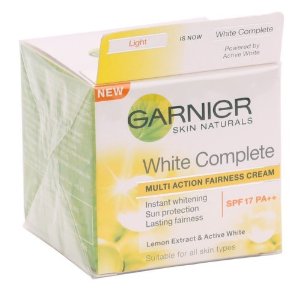 Light
IS NOW
White Complete
Powered by
Active White
NEW
GARNIER
SKIN NATURALS
White Complete
MULTI ACTION FAIRNESS CREAM
Instant whitening
Sun protection
Lasting fairness
SPF 17 PA++
Lemon Extract & Active White
Suitable for all skin types